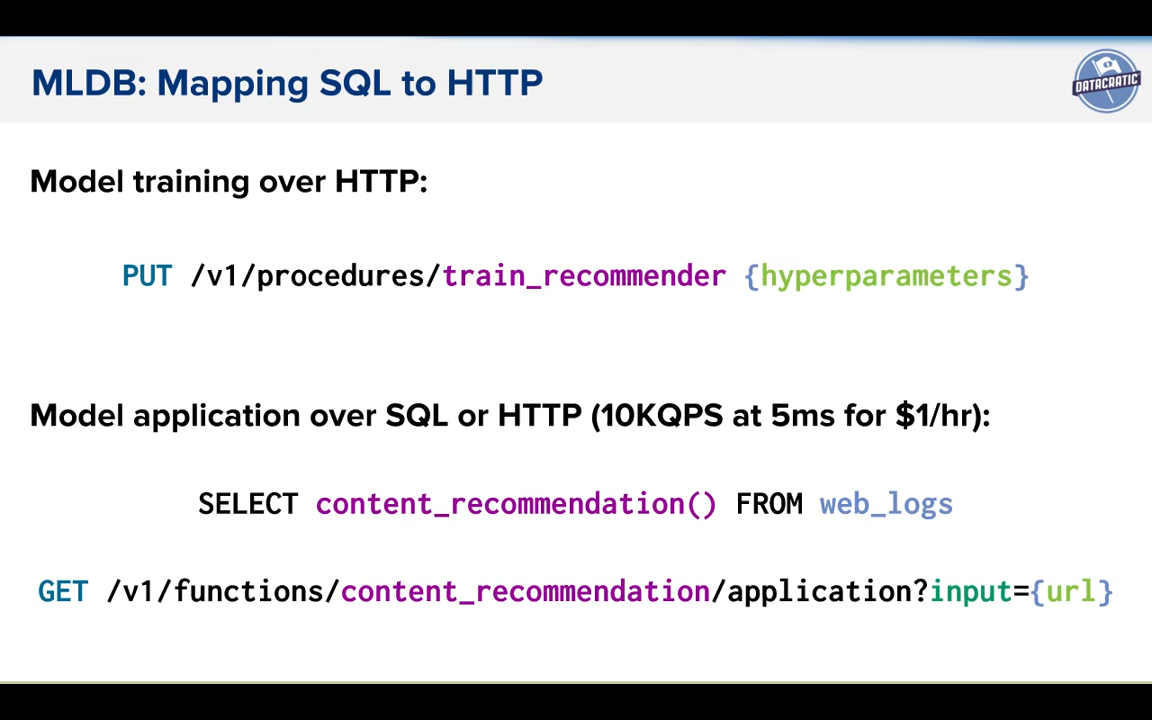 MLDB: Mapping SQL to HTTP
DATACRATIC
Model training over HTTP:
PUT /v1/procedures/train_recommender {hyperparameters}
Model application over SQL or HTTP (10KQPS at 5ms for $1/hr):
SELECT content_recommendation() FROM web_logs
GET /v1/functions/content_recommendation/application?input={url}